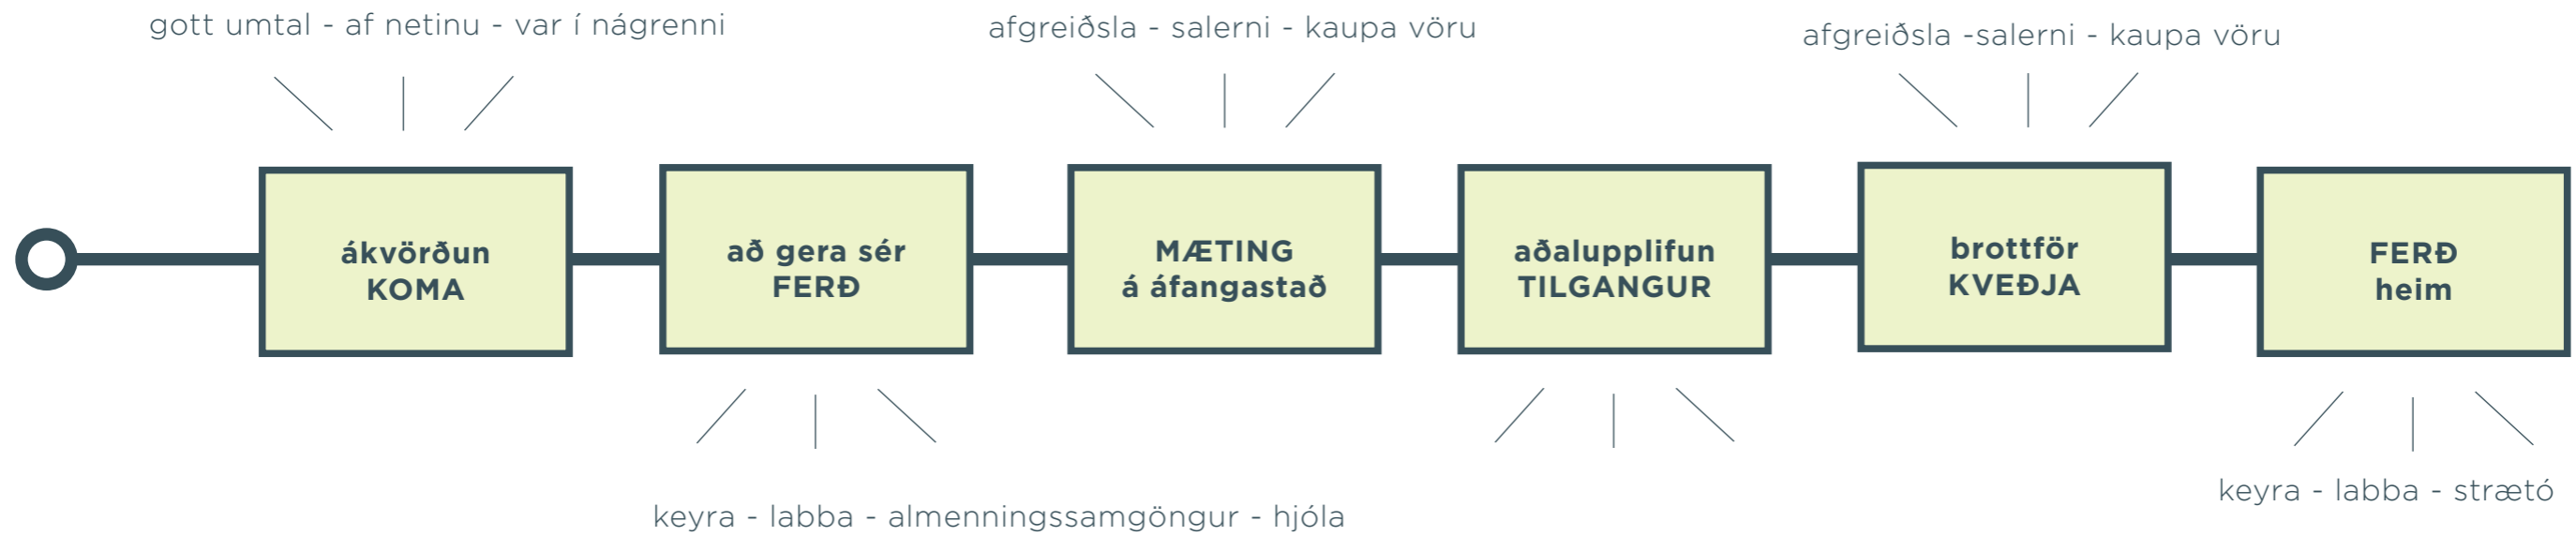 gott umtal - af netinu - var í nágrenni
afgreiðsla - salerni - kaupa vöru
afgreiðsla -salerni - kaupa vöru
ákvörðun
KOMA
að gera sér
FERÐ
MÆTING
á áfangastað
aðalupplifun
TILGANGUR
brottför
KVEÐJA
FERÐ
heim
keyra - labba - almenningssamgöngur - hjóla
keyra - labba - strætó